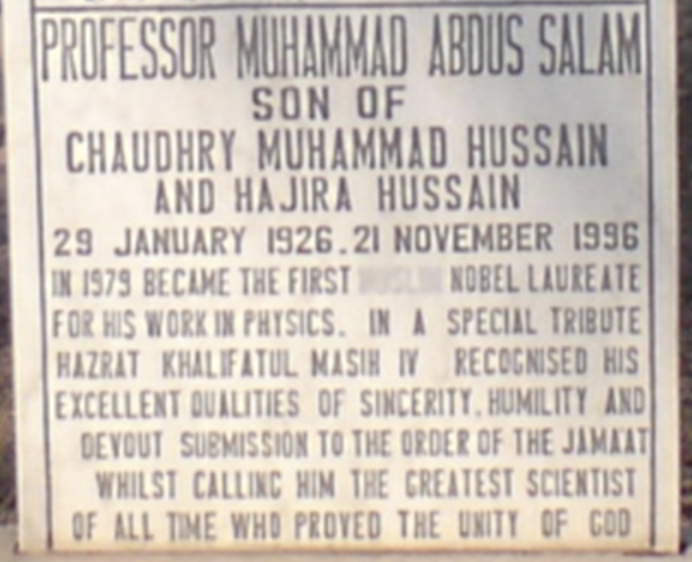 PROFESSOR MUHAMMAD ABDUS SALAM
SON OF
CHAUDHRY MUHAMMAD HUSSAIN
AND HAJIRA HUSSAIN
29 JANUARY 1926. 21 NOVEMBER 1996
IN 1979 BECAME THE FIRST MUSLIM NOBEL LAUREATE
FOR HIS WORK IN PHYSICS. IN A SPECIAL TRIBUTE
HAZRAT KHALIFATUL MASIH IV RECOGNISED HIS
EXCELLENT QUALITIES OF SINCERITY, HUMILITY AND
DEVOUT SUBMISSION TO THE ORDER OF THE JAMAAT
WHILST CALLING HIM THE GREATEST SCIENTIST
OF ALL TIME WHO PROVED THE UNITY OF GOD